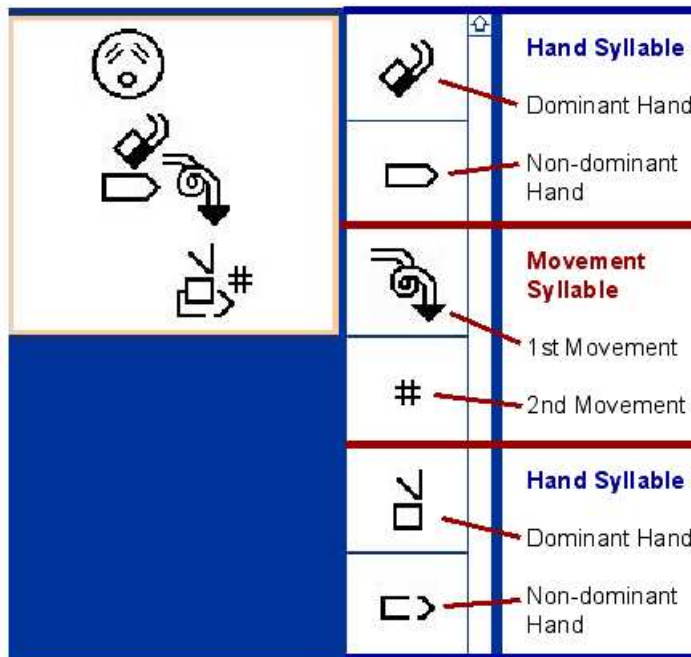 Hand Syllable
Dominant Hand
Non-dominant
Hand
Movement
Syllable
1st Movement
#
2nd Movement
#
Hand Syllable
Dominant Hand
Non-dominant
Hand